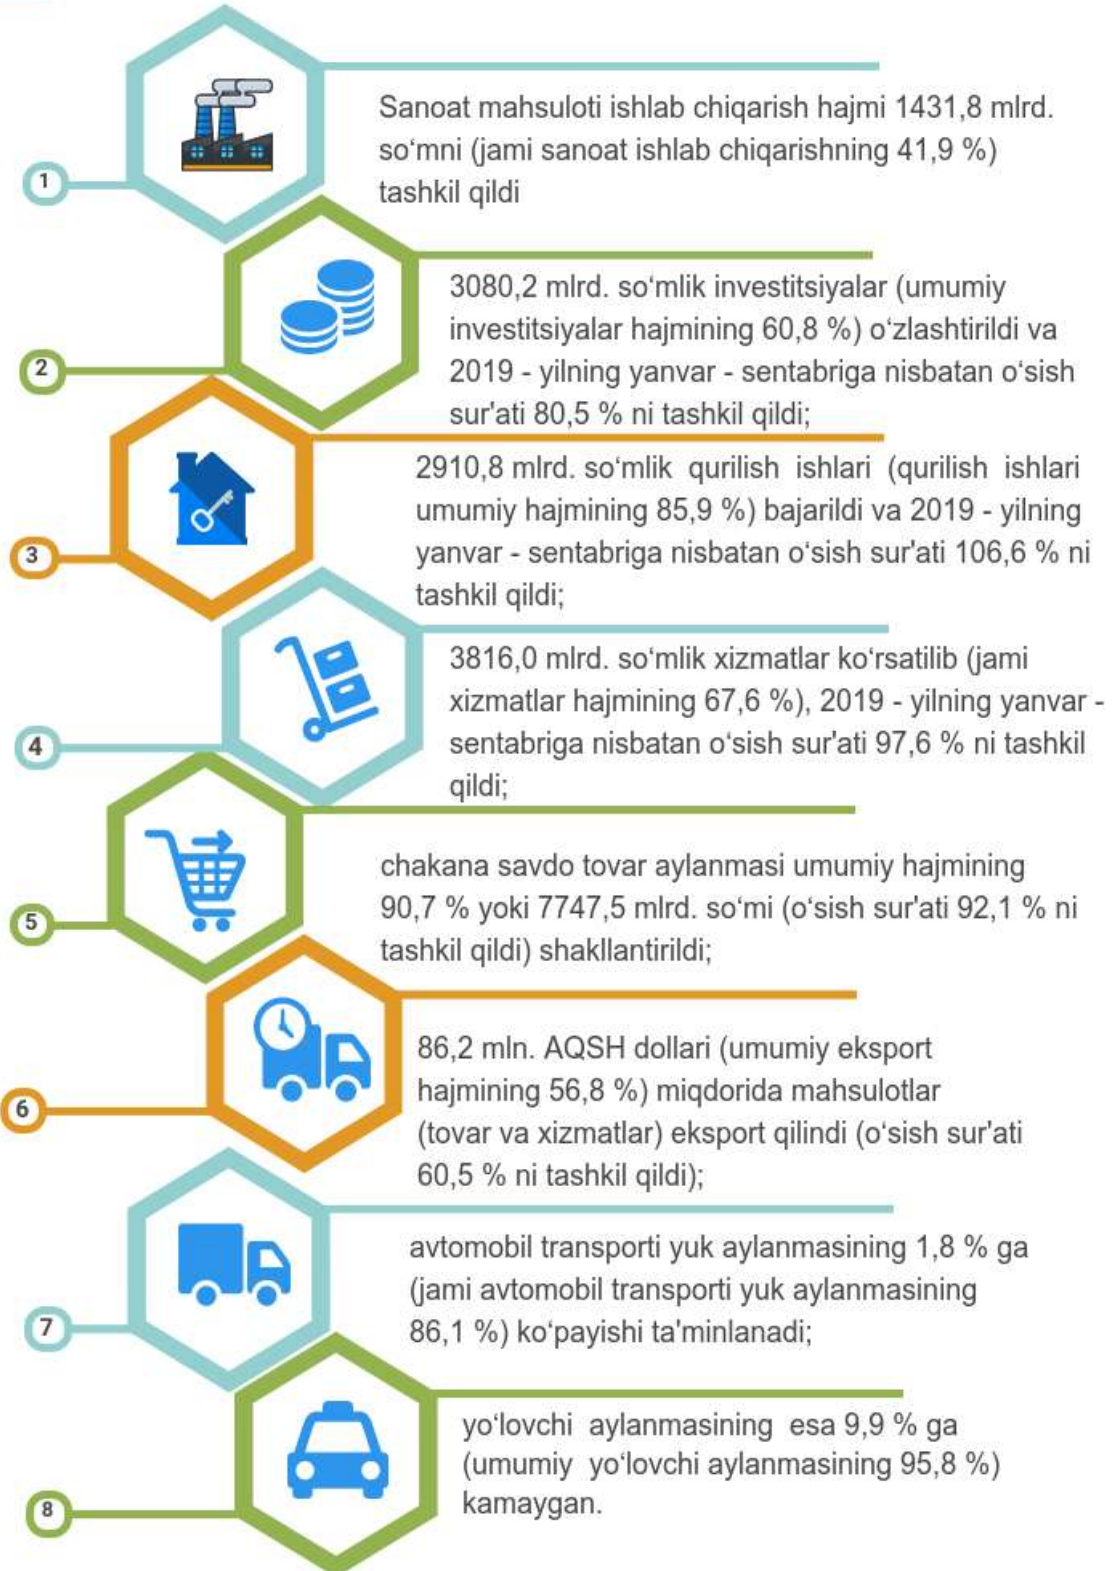 1
Sanoat mahsuloti ishlab chiqarish hajmi 1431,8 mlrd.
so‘mni (jami sanoat ishlab chiqarishning 41,9 %)
tashkil qildi
2
3080,2 mlrd. so‘mlik investitsiyalar (umumiy
investitsiyalar hajmining 60,8 %) o‘zlashtirildi va
2019 - yilning yanvar - sentabriga nisbatan o‘sish
sur'ati 80,5 % ni tashkil qildi;
3
2910,8 mlrd. so‘mlik qurilish ishlari (qurilish ishlari
umumiy hajmining 85,9 %) bajarildi va 2019 - yilning
yanvar - sentabriga nisbatan o‘sish sur'ati 106,6 % ni
tashkil qildi;
4
3816,0 mlrd. so‘mlik xizmatlar ko‘rsatilib (jami
xizmatlar hajmining 67,6 %), 2019 - yilning yanvar -
sentabriga nisbatan o‘sish sur'ati 97,6 % ni tashkil
qildi;
5
chakana savdo tovar aylanmasi umumiy hajmining
90,7 % yoki 7747,5 mlrd. so‘mi (o‘sish sur'ati 92,1 % ni
tashkil qildi) shakllantirildi;
6
86,2 mln. AQSH dollari (umumiy eksport
hajmining 56,8 %) miqdorida mahsulotlar
(tovar va xizmatlar) eksport qilindi (o‘sish sur'ati
60,5 % ni tashkil qildi);
7
avtomobil transporti yuk aylanmasining 1,8 % ga
(jami avtomobil transporti yuk aylanmasining
86,1 %) ko‘payishi ta'minlanadi;
8
yo‘lovchi aylanmasining esa 9,9 % ga
(umumiy yo‘lovchi aylanmasining 95,8 %)
kamaygan.